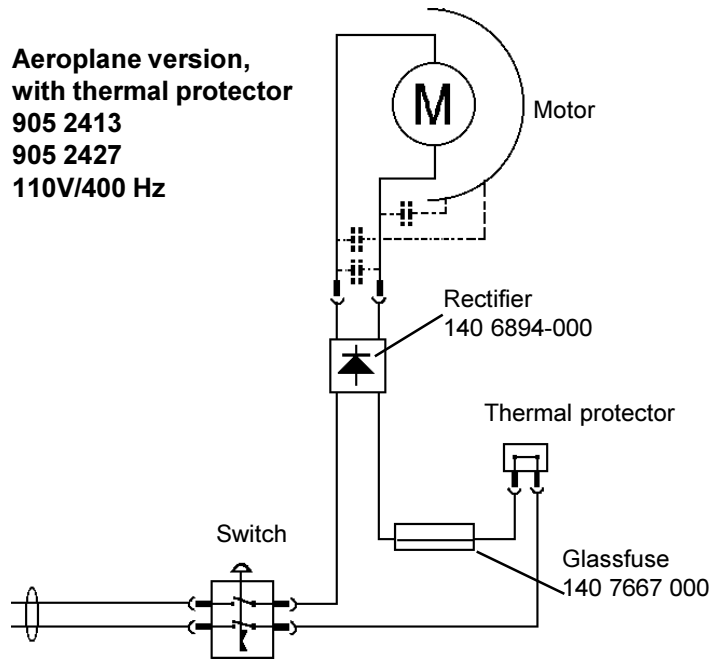 Aeroplane version,
with thermal protector
905 2413
905 2427
110V/400 Hz
M
Motor
Rectifier
140 6894-000
Thermal protector
Switch
Glassfuse
140 7667 000